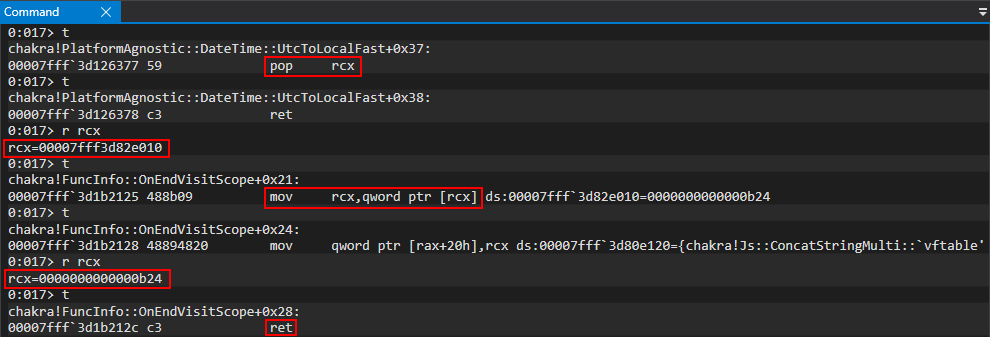 Command
0:017> t
chakra!PlatformAgnostic::DateTime::UtcToLocalFast+0x37:
00007fff`3d126377 59              pop     rcx
0:017> t
chakra!PlatformAgnostic::DateTime::UtcToLocalFast+0x38:
00007fff`3d126378 c3              ret
0:017> r rcx
rcx=00007fff3d82e010
0:017> t
chakra!FuncInfo::OnEndVisitScope+0x21:
00007fff`3d1b2125 488b09          mov     rcx,qword ptr [rcx] ds:00007fff`3d82e010=0000000000000b24
0:017> t
chakra!FuncInfo::OnEndVisitScope+0x24:
00007fff`3d1b2128 48894820        mov     qword ptr [rax+20h],rcx ds:00007fff`3d80e120={chakra!Js::ConcatStringMulti::`vftable'
0:017> r rcx
rcx=0000000000000b24
0:017> t
chakra!FuncInfo::OnEndVisitScope+0x28:
00007fff`3d1b212c c3              ret